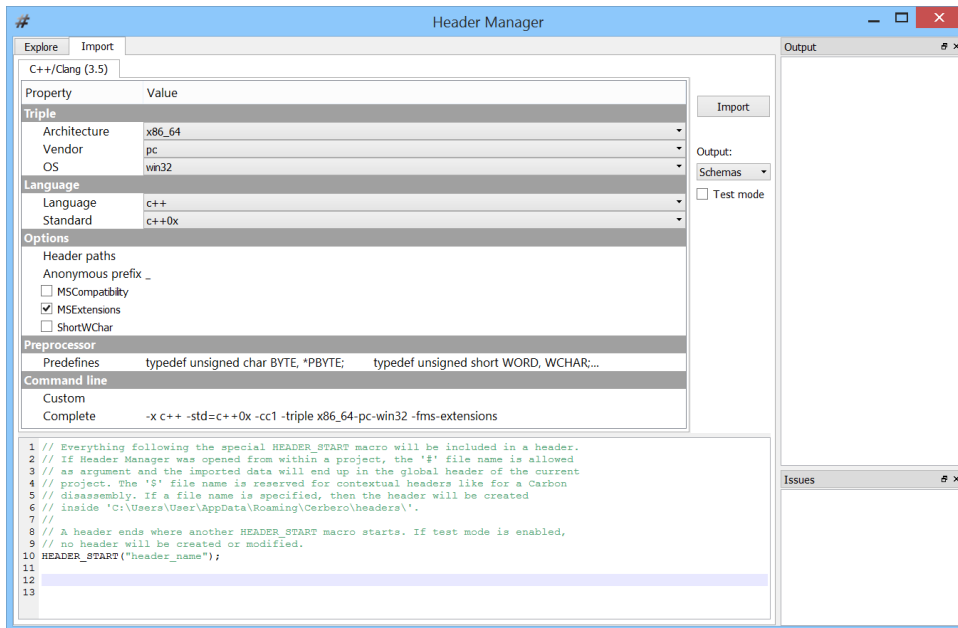 Header Manager
Explore Import
C++/Clang (3.5)
Property Value
Triple
Architecture x86_64
Vendor pc
OS win32
Language
Language c++
Standard c++0x
Options
Header paths
Anonymous prefix _
MSCompatibility
MSExtensions
ShortWChar
Preprocessor
Predefines typedef unsigned char BYTE, *PBYTE; typedef unsigned short WORD, WCHAR;...
Command line
Custom
Complete -x c++ -std=c++0x -cc1 -triple x86_64-pc-win32 -fms-extensions
Import
Output:
Schemas
Test mode
1 // Everything following the special HEADER_START macro will be included in a header.
2 // If Header Manager was opened from within a project, the '#' file name is allowed
3 // as argument and the imported data will end up in the global header of the current
4 // project. The '$' file name is reserved for contextual headers like for a Carbon
5 // disassembly. If a file name is specified, then the header will be created
6 // inside 'C:\Users\User\AppData\Roaming\Cerbero\headers\'.
7 //
8 // A header ends where another HEADER_START macro starts. If test mode is enabled,
9 // no header will be created or modified.
10 HEADER_START("header_name");
11
12
13
Output
Issues